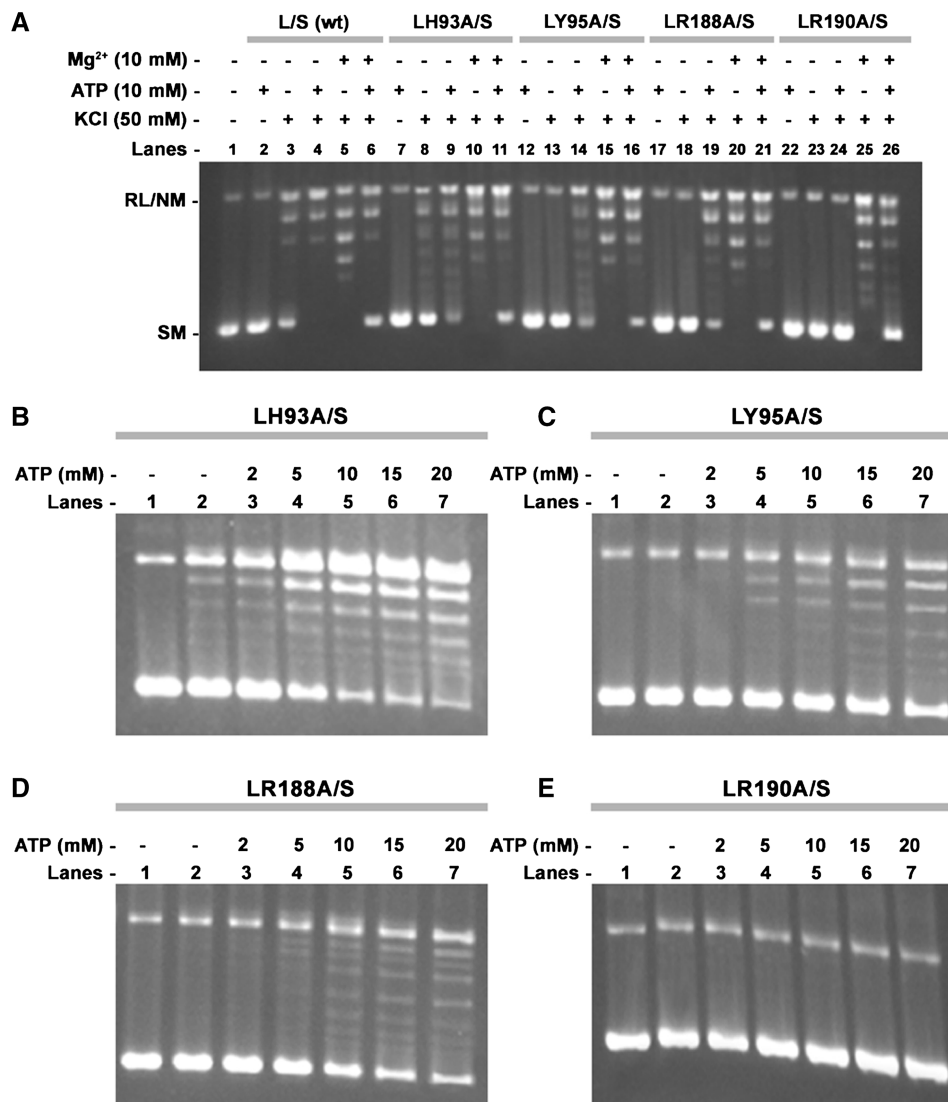 A
L/S (wt) LH93A/S LY95A/S LR188A/S LR190A/S
Mg2+ (10 mM) - - - - - + + - - - + + - - - + + - - - + + - - - + +
ATP (10 mM) - - + - + - + + - + - + + - + - + + - + - + + - + - +
KCl (50 mM) - - - + + + + - + + + + - + + + + - + + + + - + + + +
Lanes - 1 2 3 4 5 6 7 8 9 10 11 12 13 14 15 16 17 18 19 20 21 22 23 24 25 26
RL/NM -
SM -
B
LH93A/S
ATP (mM) - - - 2 5 10 15 20
Lanes - 1 2 3 4 5 6 7
C
LY95A/S
ATP (mM) - - - 2 5 10 15 20
Lanes - 1 2 3 4 5 6 7
D
LR188A/S
ATP (mM) - - - 2 5 10 15 20
Lanes - 1 2 3 4 5 6 7
E
LR190A/S
ATP (mM) - - - 2 5 10 15 20
Lanes - 1 2 3 4 5 6 7